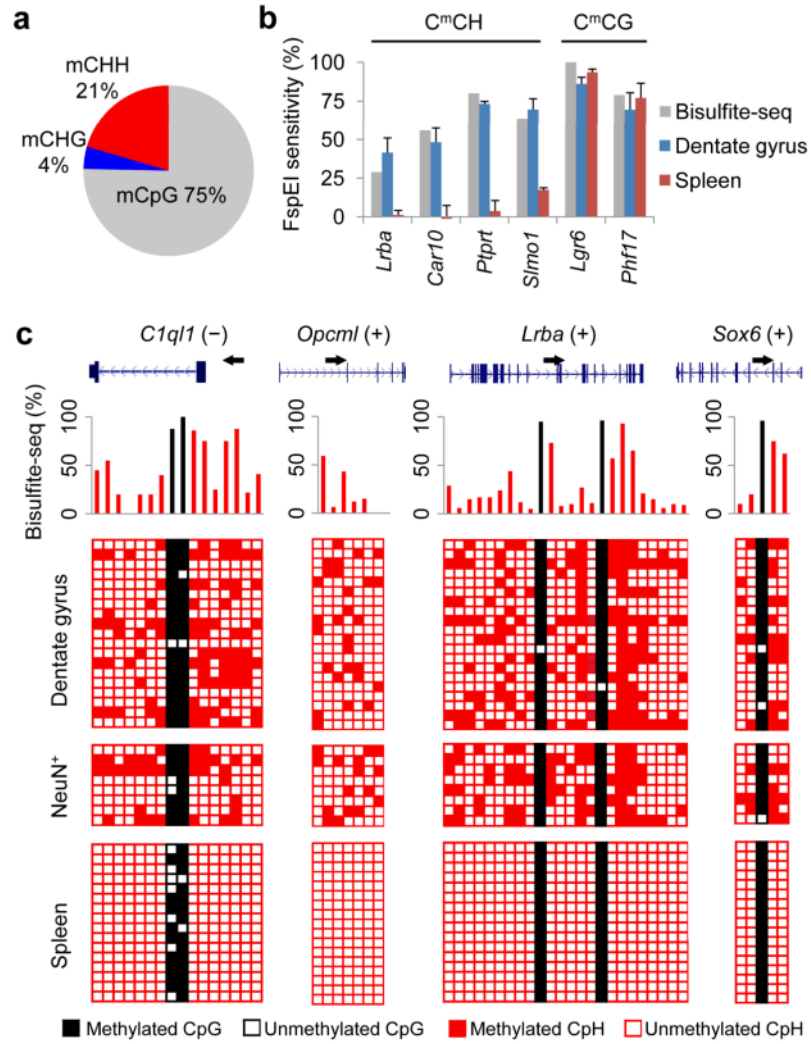 a
mCHH
21%
mCHG
4%
mCpG 75%
b
CᵐCH
CᵐCG
FspEI sensitivity (%)
100
75
50
25
0
Bisulfite-seq
Dentate gyrus
Spleen
Lrba
Car10
Ptprt
Slmo1
Lgr6
Phf17
c
C1ql1 (−)
Opcml (+)
Lrba (+)
Sox6 (+)
Bisulfite-seq (%)
0 50 100
0 50 100
0 50 100
0 50 100
Dentate gyrus
NeuN⁺
Spleen
Methylated CpG
Unmethylated CpG
Methylated CpH
Unmethylated CpH